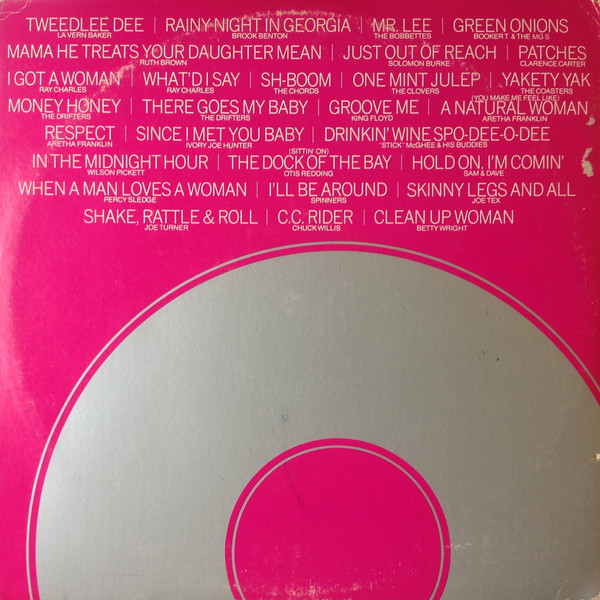 TWEEDLEE DEE | RAINY NIGHT IN GEORGIA | MR. LEE | GREEN ONIONS
LA VERN BAKER BROOK BENTON THE BOBBETTES BOOKER T & THE MG'S
MAMA HE TREATS YOUR DAUGHTER MEAN | JUST OUT OF REACH | PATCHES
RUTH BROWN SOLOMON BURKE CLARENCE CARTER
I GOT A WOMAN | WHAT'D I SAY | SH-BOOM | ONE MINT JULEP | YAKETY YAK
RAY CHARLES RAY CHARLES THE CHORDS THE CLOVERS THE COASTERS
(YOU MAKE ME FEEL LIKE)
MONEY HONEY | THERE GOES MY BABY | GROOVE ME | A NATURAL WOMAN
THE DRIFTERS THE DRIFTERS KING FLOYD ARETHA FRANKLIN
RESPECT | SINCE I MET YOU BABY | DRINKIN' WINE SPO-DEE-O-DEE
ARETHA FRANKLIN IVORY JOE HUNTER "STICK" McGHEE & HIS BUDDIES
(SITTIN' ON)
IN THE MIDNIGHT HOUR | THE DOCK OF THE BAY | HOLD ON, I'M COMIN'
WILSON PICKETT OTIS REDDING SAM & DAVE
WHEN A MAN LOVES A WOMAN | I'LL BE AROUND | SKINNY LEGS AND ALL
PERCY SLEDGE SPINNERS JOE TEX
SHAKE, RATTLE & ROLL | C.C. RIDER | CLEAN UP WOMAN
JOE TURNER CHUCK WILLIS BETTY WRIGHT